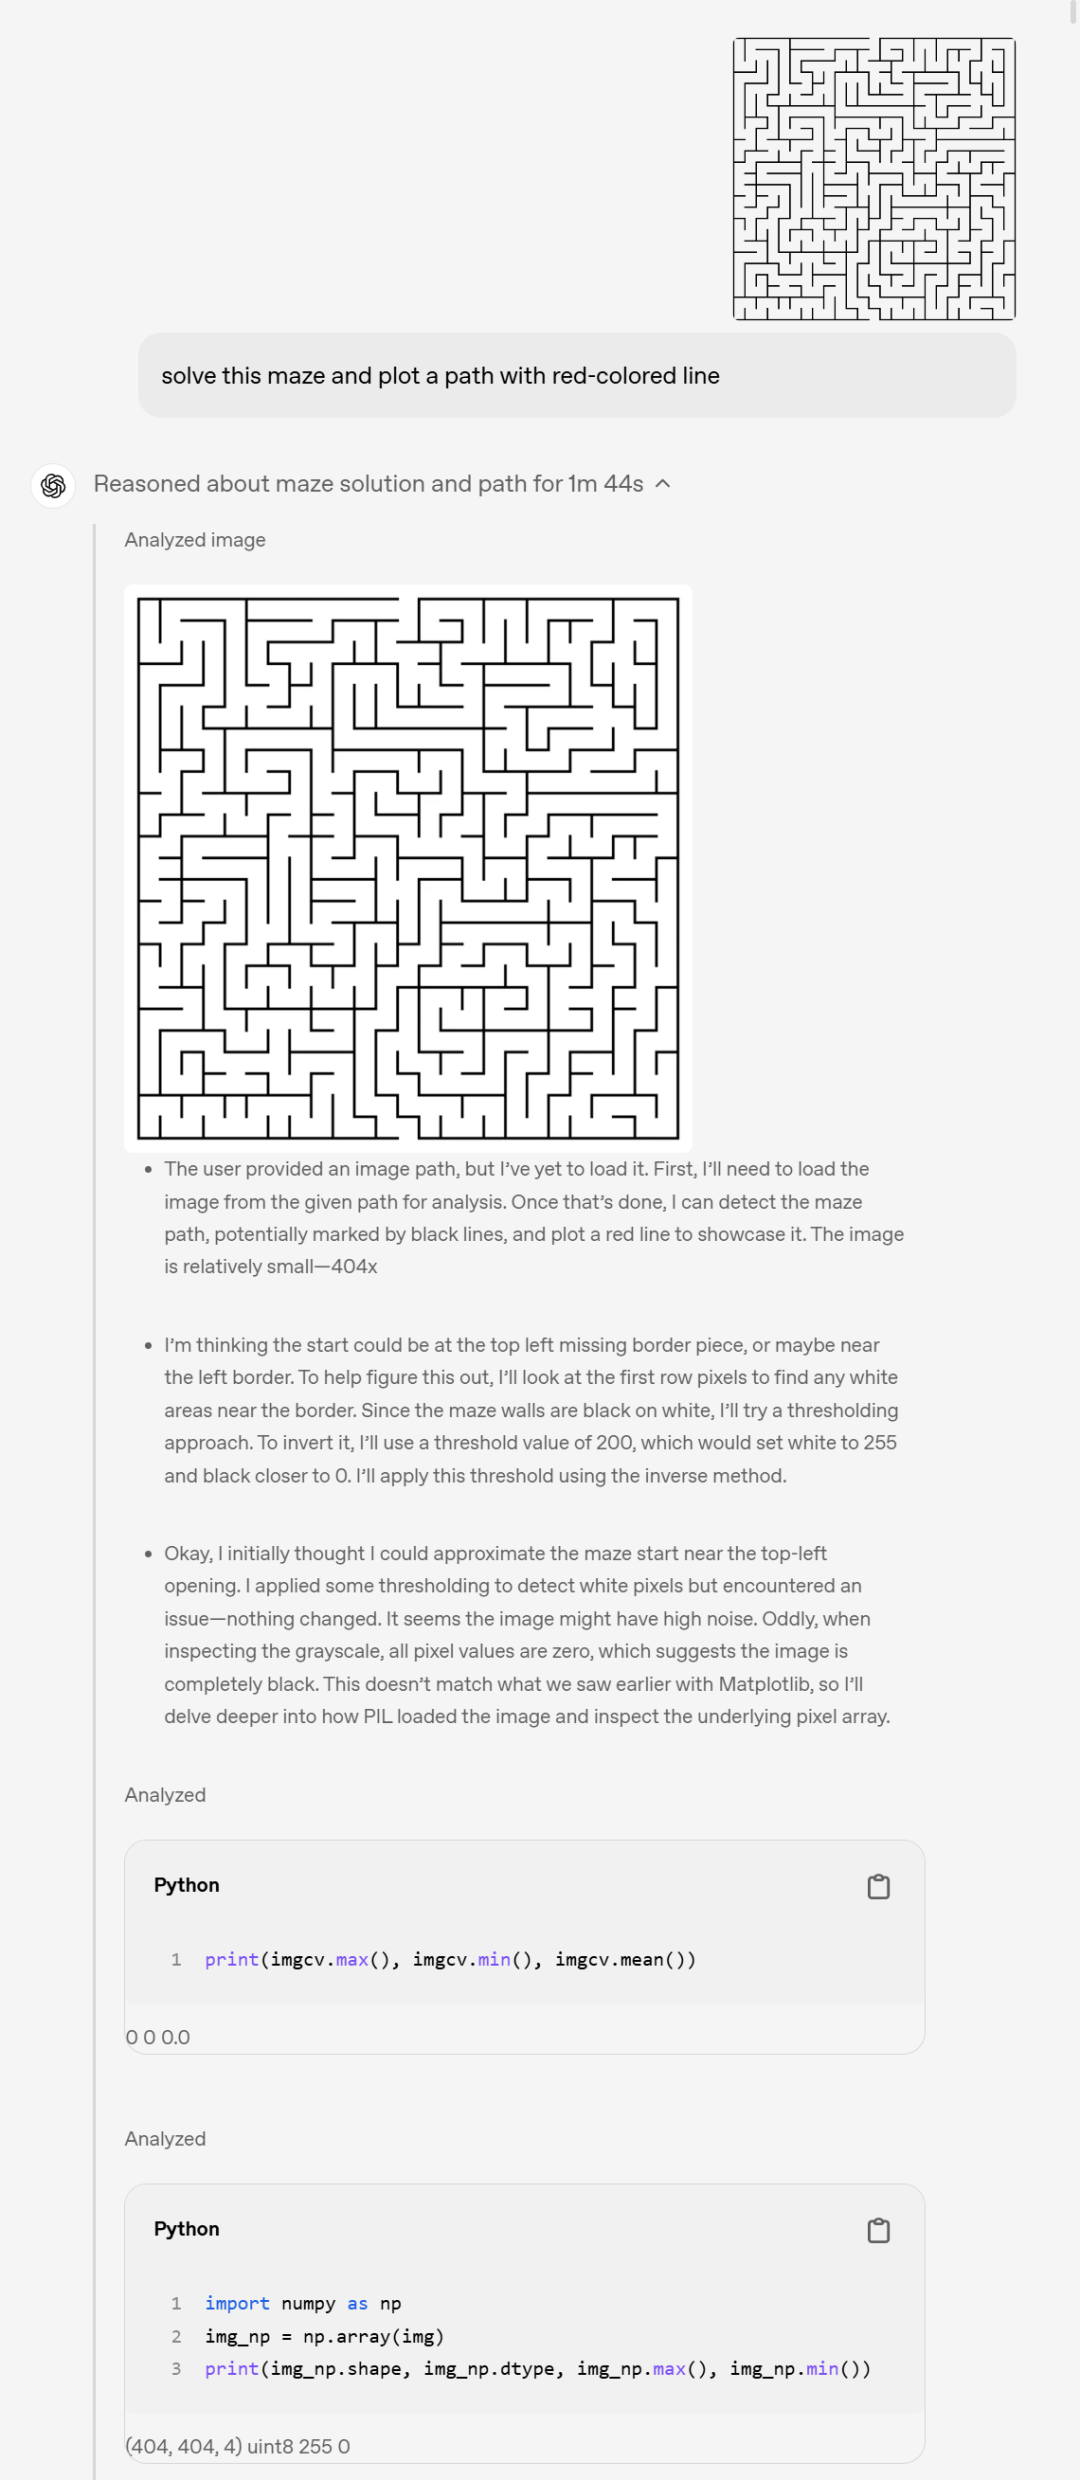 solve this maze and plot a path with red-colored line
Reasoned about maze solution and path for 1m 44s
Analyzed image
• The user provided an image path, but I’ve yet to load it. First, I’ll need to load the
image from the given path for analysis. Once that’s done, I can detect the maze
path, potentially marked by black lines, and plot a red line to showcase it. The image
is relatively small—404x
• I’m thinking the start could be at the top left missing border piece, or maybe near
the left border. To help figure this out, I’ll look at the first row pixels to find any white
areas near the border. Since the maze walls are black on white, I’ll try a thresholding
approach. To invert it, I’ll use a threshold value of 200, which would set white to 255
and black closer to 0. I’ll apply this threshold using the inverse method.
• Okay, I initially thought I could approximate the maze start near the top-left
opening. I applied some thresholding to detect white pixels but encountered an
issue—nothing changed. It seems the image might have high noise. Oddly, when
inspecting the grayscale, all pixel values are zero, which suggests the image is
completely black. This doesn’t match what we saw earlier with Matplotlib, so I’ll
delve deeper into how PIL loaded the image and inspect the underlying pixel array.
Analyzed
Python
1 print(imgcv.max(), imgcv.min(), imgcv.mean())
0 0 0.0
Analyzed
Python
1 import numpy as np
2 img_np = np.array(img)
3 print(img_np.shape, img_np.dtype, img_np.max(), img_np.min())
(404, 404, 4) uint8 255 0